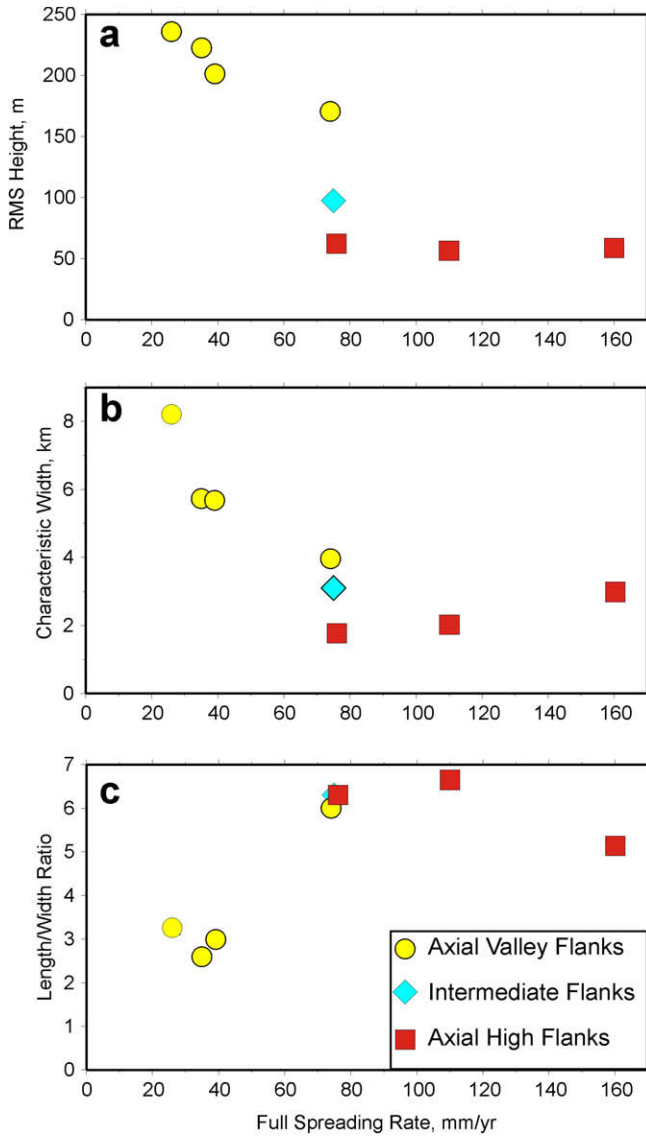 a
RMS Height, m
250
200
150
100
50
0
0 20 40 60 80 100 120 140 160
b
Characteristic Width, km
8
6
4
2
0
0 20 40 60 80 100 120 140 160
c
Length/Width Ratio
7
6
5
4
3
2
1
0
Axial Valley Flanks
Intermediate Flanks
Axial High Flanks
0 20 40 60 80 100 120 140 160
Full Spreading Rate, mm/yr